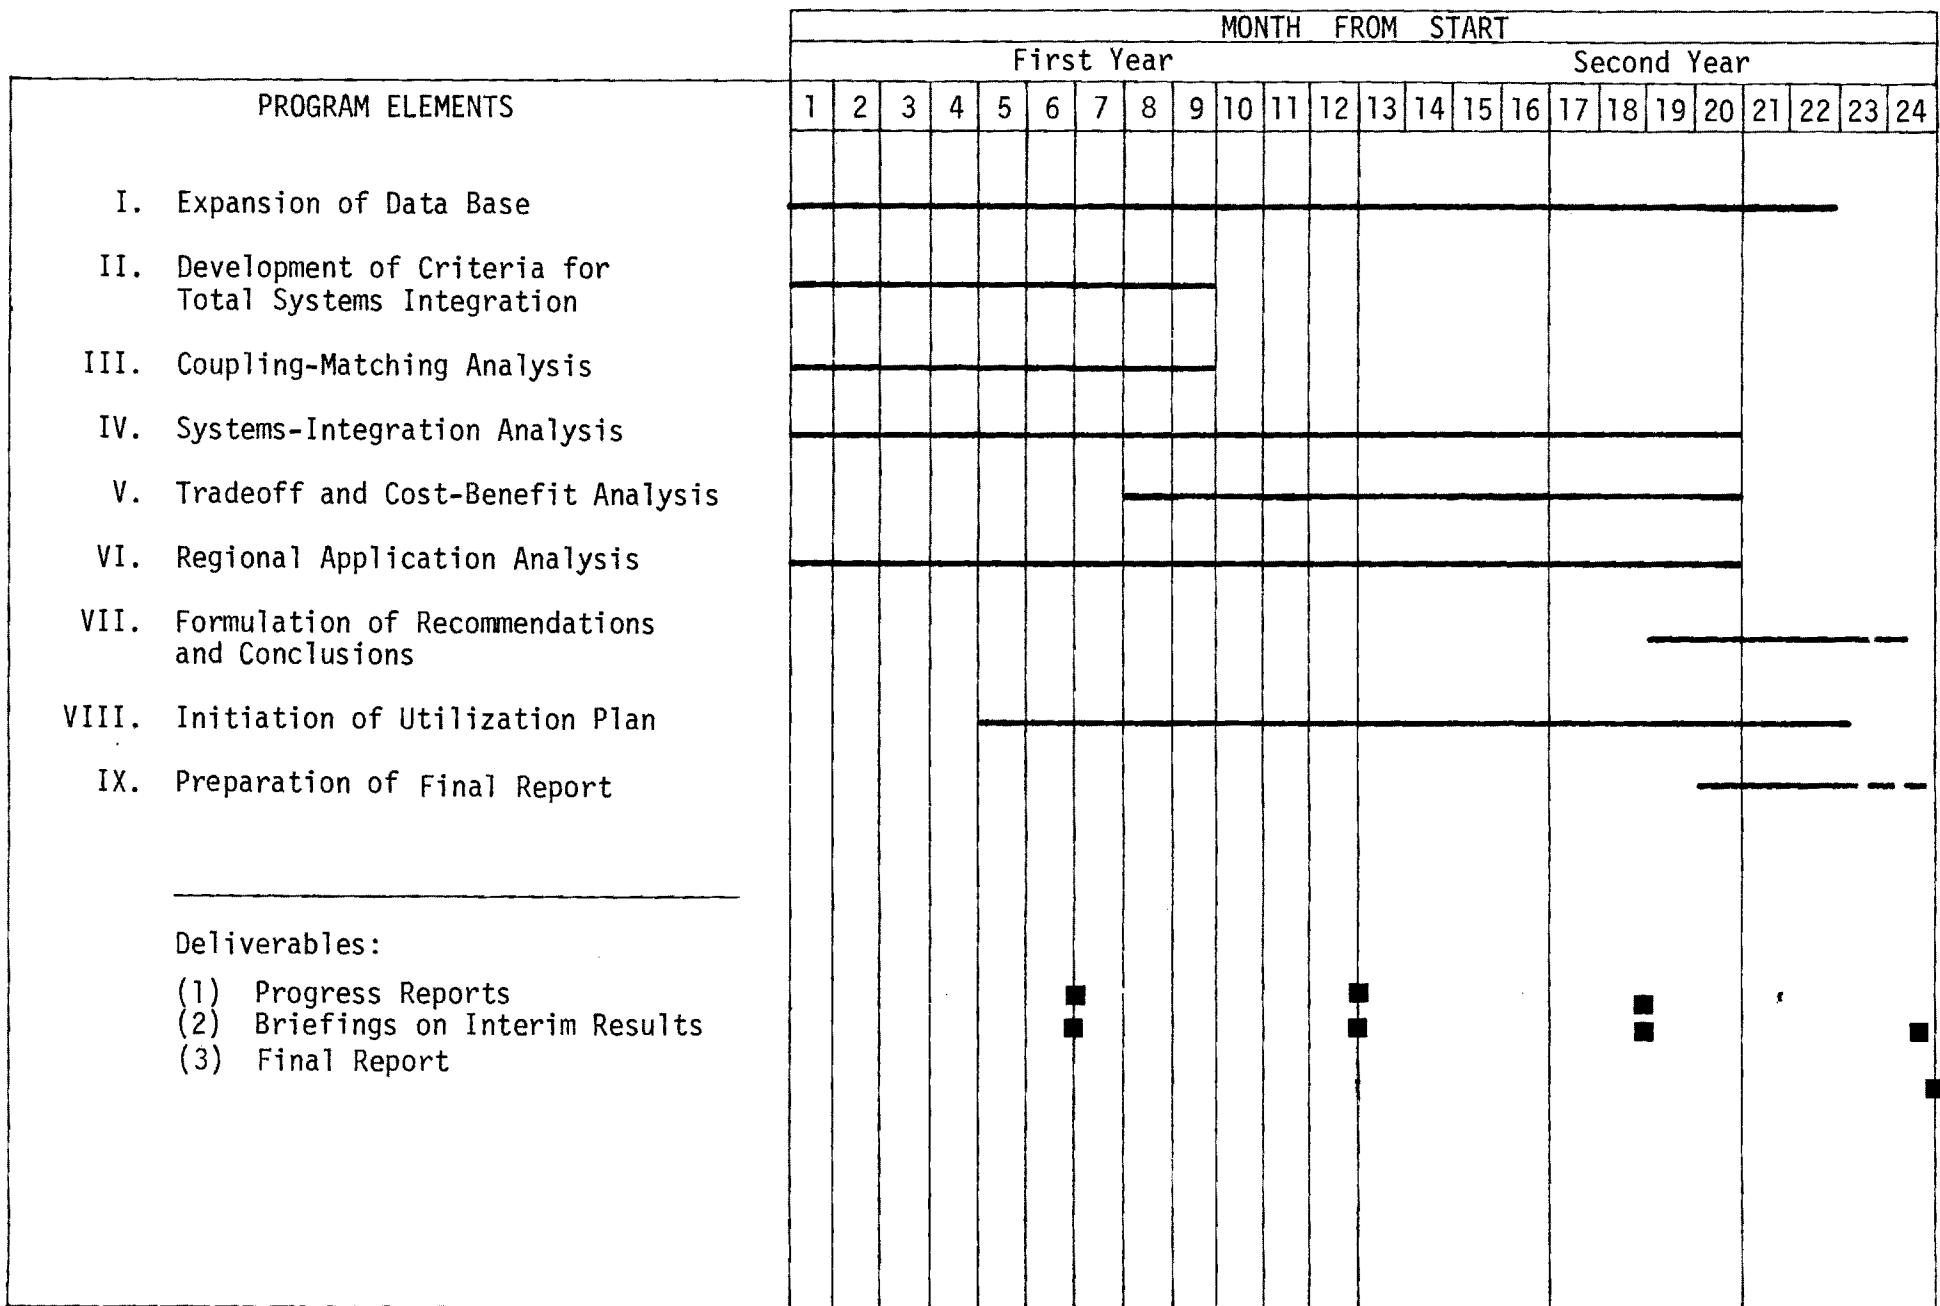 MONTH FROM START
First Year Second Year
PROGRAM ELEMENTS 1 2 3 4 5 6 7 8 9 10 11 12 13 14 15 16 17 18 19 20 21 22 23 24
I. Expansion of Data Base
II. Development of Criteria for
Total Systems Integration
III. Coupling-Matching Analysis
IV. Systems-Integration Analysis
V. Tradeoff and Cost-Benefit Analysis
VI. Regional Application Analysis
VII. Formulation of Recommendations
and Conclusions
VIII. Initiation of Utilization Plan
IX. Preparation of Final Report
Deliverables:
(1) Progress Reports
(2) Briefings on Interim Results
(3) Final Report